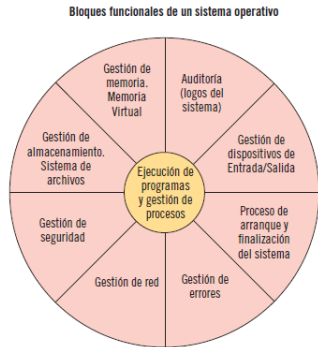 Bloques funcionales de un sistema operativo
Gestión de
memoria.
Memoria
Virtual
Auditoría
(logos del
sistema)
Gestión de
almacenamiento.
Sistema de
archivos
Gestión de
dispositivos de
Entrada/Salida
Ejecución de
programas
y gestión de
procesos
Gestión de
seguridad
Proceso de
arranque y
finalización
del sistema
Gestión de red
Gestión de
errores